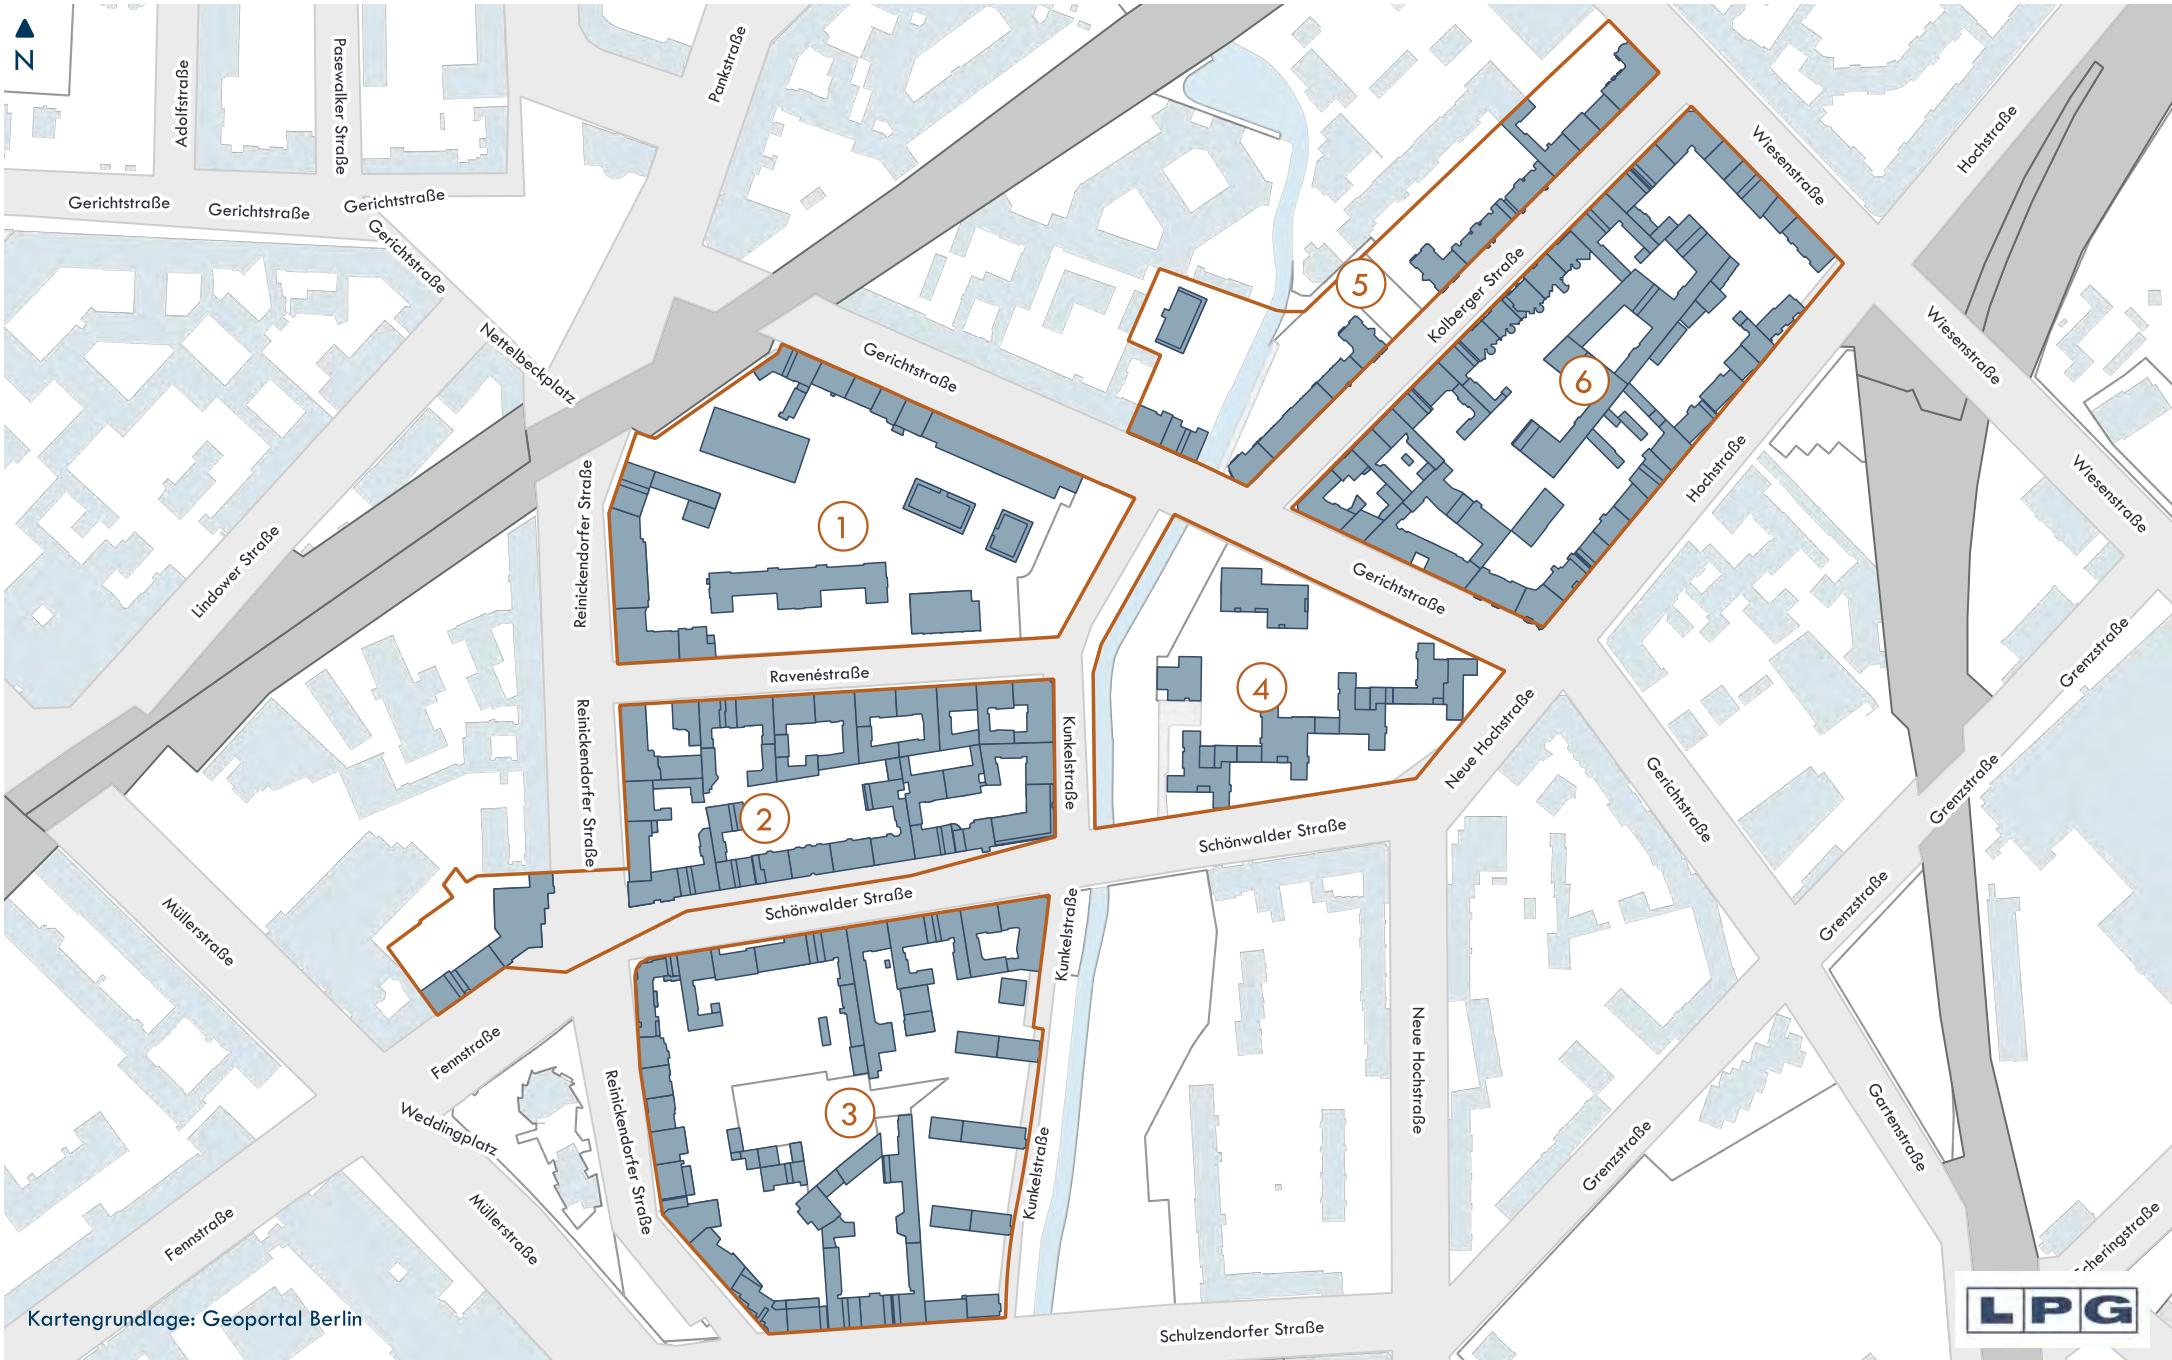 N
Adolfstraße
Pasewalker Straße
Pankstraße
Gerichtstraße
Gerichtstraße
Gerichtstraße
Gerichtstraße
Nettelbeckplatz
Lindower Straße
Reinickendorfer Straße
Gerichtstraße
Kolberger Straße
Wiesenstraße
Hochstraße
Wiesenstraße
Wiesenstraße
Hochstraße
5
6
1
Gerichtstraße
4
Ravenéstraße
Reinickendorfer Straße
Kunkelstraße
Neue Hochstraße
Gerichtstraße
Grenzstraße
Grenzstraße
Grenzstraße
2
Schönwalder Straße
Schönwalder Straße
Müllerstraße
Kunkelstraße
Fennstraße
Weddingplatz
Reinickendorfer Straße
3
Kunkelstraße
Neue Hochstraße
Grenzstraße
Gartenstraße
Fennstraße
Müllerstraße
Scheringstraße
Kartengrundlage: Geoportal Berlin
Schulzendorfer Straße
LPG